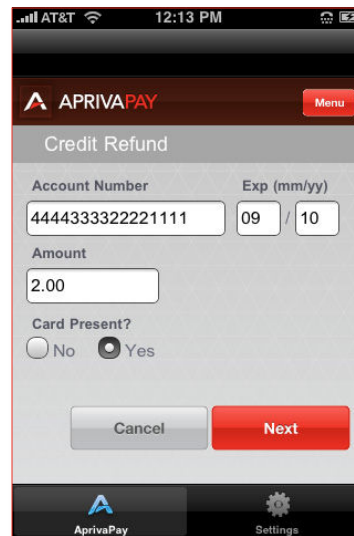 AT&T 12:13 PM
APRIVAPAY Menu
Credit Refund
Account Number Exp (mm/yy)
4444333322221111 09 / 10
Amount
2.00
Card Present?
No Yes
Cancel Next
AprivaPay Settings